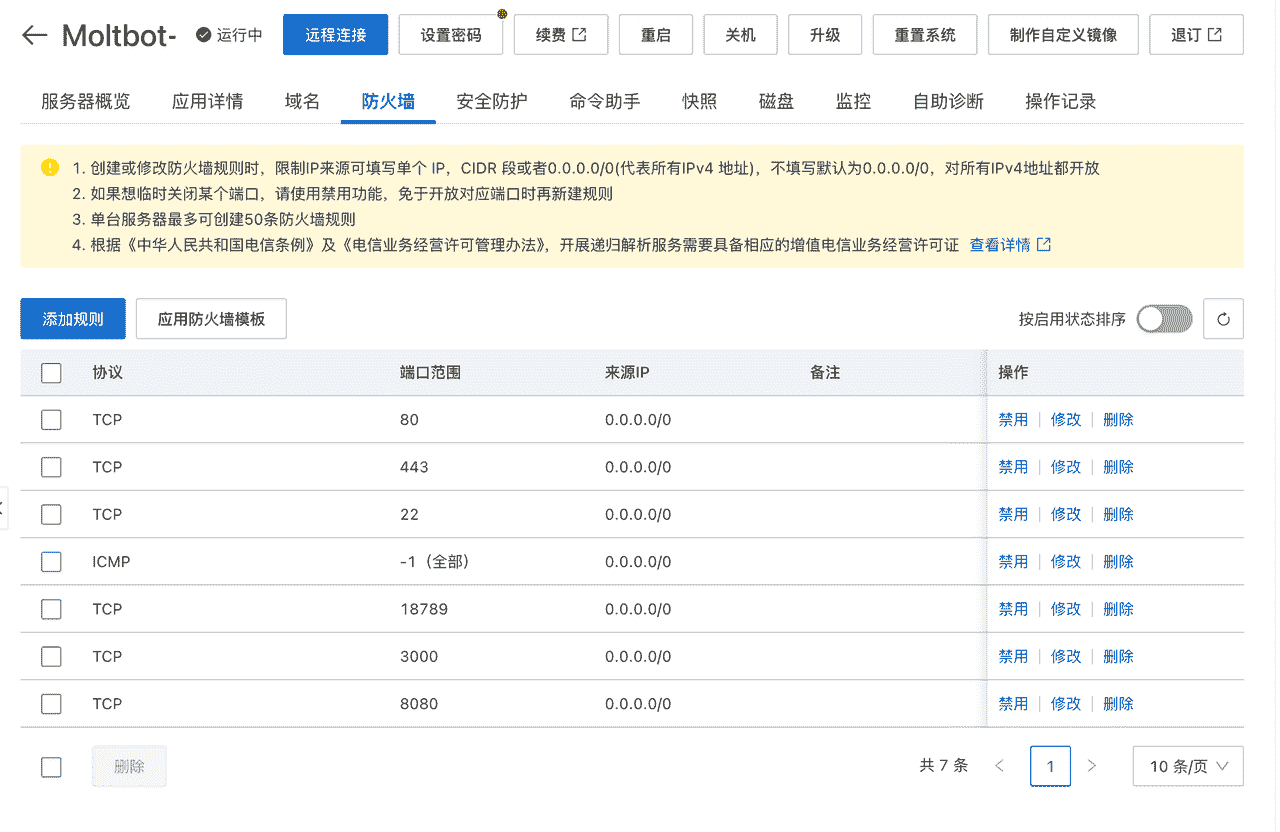 Moltbot- 运行中 远程连接 设置密码 续费 重启 关机 升级 重置系统 制作自定义镜像 退订
服务器概览 应用详情 域名 防火墙 安全防护 命令助手 快照 磁盘 监控 自助诊断 操作记录
1. 创建或修改防火墙规则时，限制IP来源可填写单个 IP，CIDR 段或者0.0.0.0/0(代表所有IPv4 地址)，不填写默认为0.0.0.0/0，对所有IPv4地址都开放
2. 如果想临时关闭某个端口，请使用禁用功能，免于开放对应端口时再新建规则
3. 单台服务器最多可创建50条防火墙规则
4. 根据《中华人民共和国电信条例》及《电信业务经营许可管理办法》，开展递归解析服务需要具备相应的增值电信业务经营许可证 查看详情
添加规则 应用防火墙模板 按启用状态排序
协议 端口范围 来源IP 备注 操作
TCP 80 0.0.0.0/0 禁用 修改 删除
TCP 443 0.0.0.0/0 禁用 修改 删除
TCP 22 0.0.0.0/0 禁用 修改 删除
ICMP -1（全部） 0.0.0.0/0 禁用 修改 删除
TCP 18789 0.0.0.0/0 禁用 修改 删除
TCP 3000 0.0.0.0/0 禁用 修改 删除
TCP 8080 0.0.0.0/0 禁用 修改 删除
删除 共 7 条 1 10 条/页